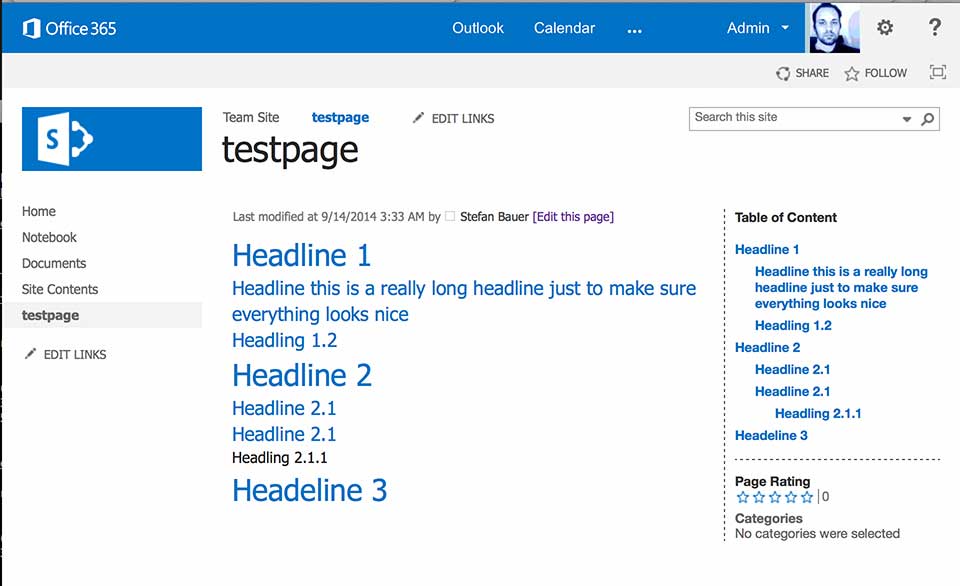 Office 365 Outlook Calendar ... Admin ?
SHARE FOLLOW
S
Team Site testpage EDIT LINKS
Search this site
testpage
Home
Notebook
Documents
Site Contents
testpage
EDIT LINKS
Last modified at 9/14/2014 3:33 AM by Stefan Bauer [Edit this page]
Headline 1
Headline this is a really long headline just to make sure
everything looks nice
Headling 1.2
Headline 2
Headline 2.1
Headline 2.1
Headling 2.1.1
Headeline 3
Table of Content
Headline 1
Headline this is a really long
headline just to make sure
everything looks nice
Headling 1.2
Headline 2
Headline 2.1
Headline 2.1
Headling 2.1.1
Headeline 3
Page Rating
0
Categories
No categories were selected